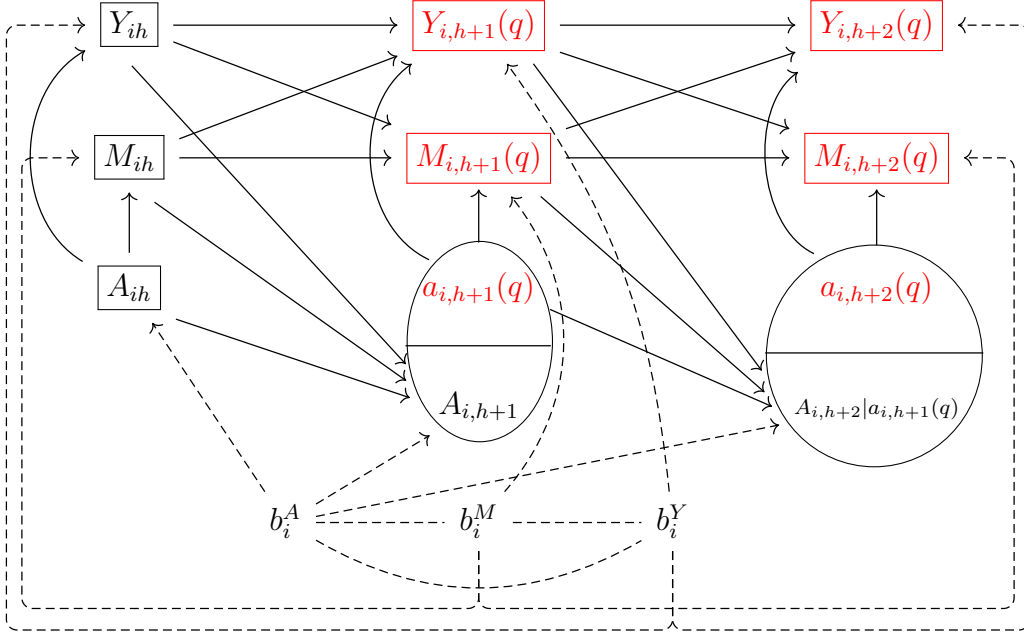 Y_{ih} Y_{i,h+1}(q) Y_{i,h+2}(q)
M_{ih} M_{i,h+1}(q) M_{i,h+2}(q)
A_{ih} a_{i,h+1}(q) a_{i,h+2}(q)
A_{i,h+1} A_{i,h+2}|a_{i,h+1}(q)
b_i^A b_i^M b_i^Y